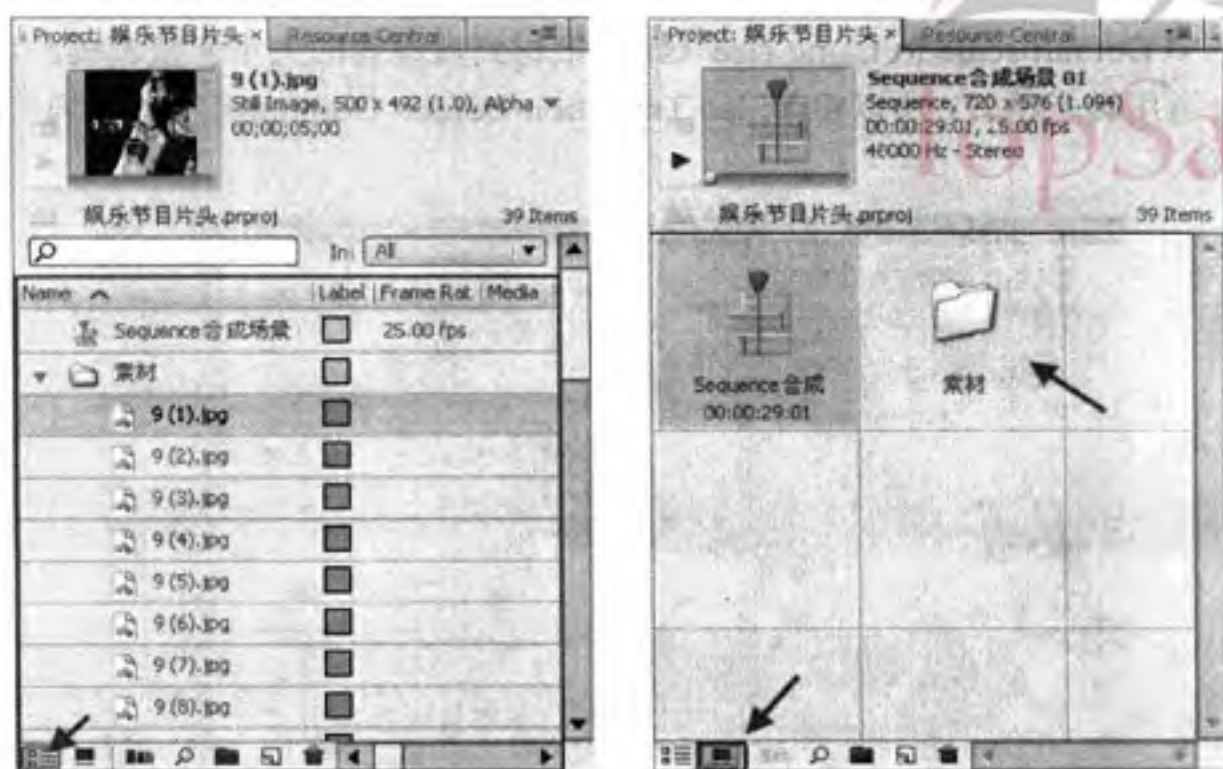 Project: 娱乐节目片头 ×
Resource Central
9 (1).jpg
Still Image, 500 x 492 (1.0), Alpha
00;00;05;00
娱乐节目片头.prproj
39 Items
In: All
Name
Label
Frame Rat
Media
Sequence合成场景
25.00 fps
素材
9 (1).jpg
9 (2).jpg
9 (3).jpg
9 (4).jpg
9 (5).jpg
9 (6).jpg
9 (7).jpg
9 (8).jpg
Project: 娱乐节目片头 ×
Resource Central
Sequence合成场景 01
Sequence, 720 x 576 (1.094)
00:00:29:01, 25.00 fps
48000 Hz - Stereo
娱乐节目片头.prproj
39 Items
Sequence合成
00:00:29:01
素材